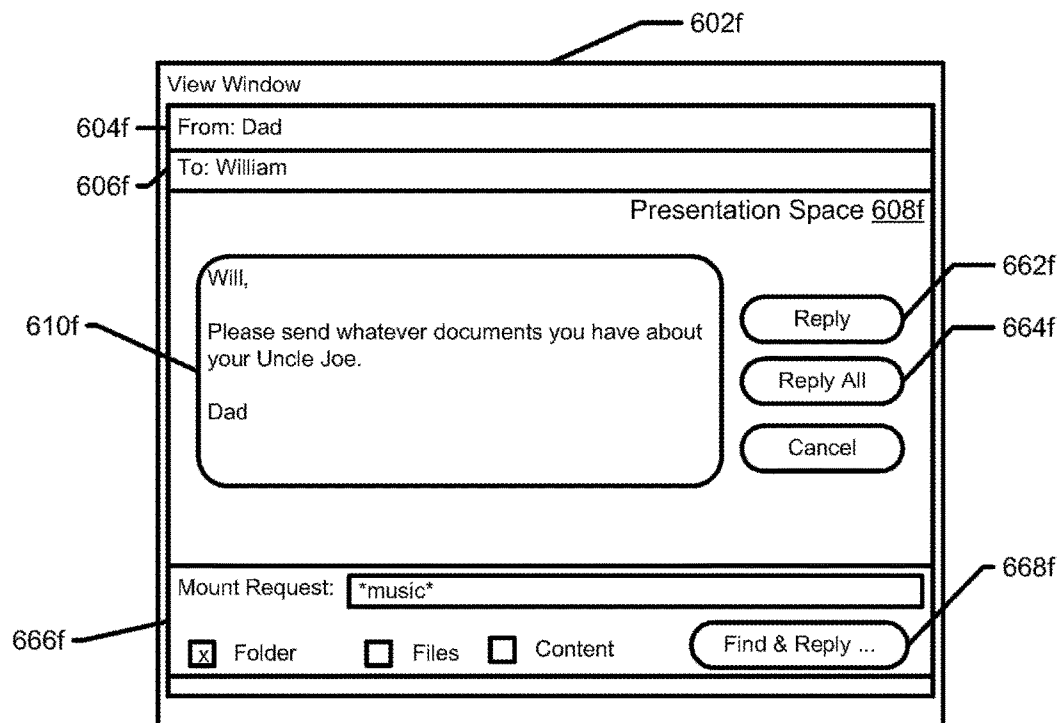 602f
View Window
604f
From: Dad
606f
To: William
Presentation Space 608f
662f
Will,
Reply
610f
Please send whatever documents you have about
your Uncle Joe.
664f
Reply All
Dad
Cancel
668f
Mount Request: *music*
666f
x Folder Files Content Find & Reply ...